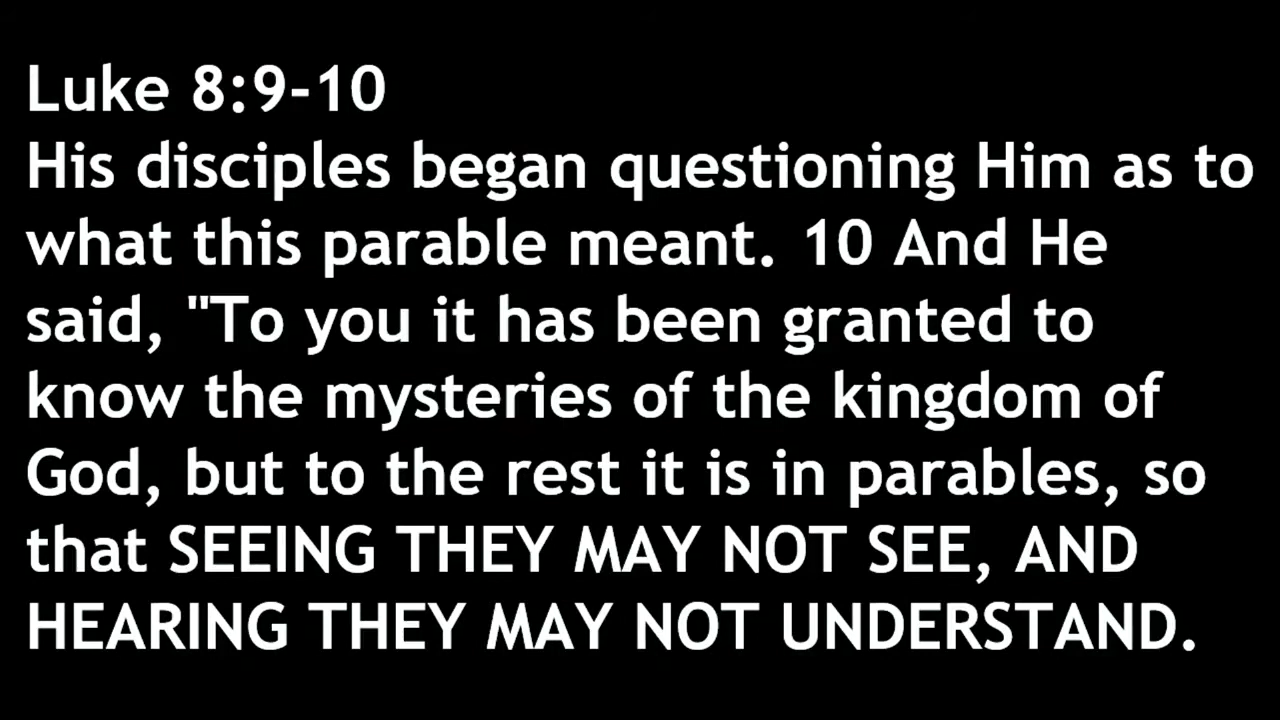 Luke 8:9-10
His disciples began questioning Him as to
what this parable meant. 10 And He
said, "To you it has been granted to
know the mysteries of the kingdom of
God, but to the rest it is in parables, so
that SEEING THEY MAY NOT SEE, AND
HEARING THEY MAY NOT UNDERSTAND.